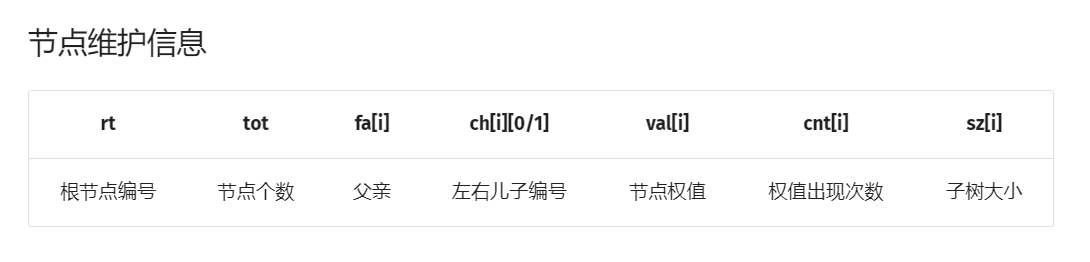 节点维护信息
rt tot fa[i] ch[i][0/1] val[i] cnt[i] sz[i]
根节点编号 节点个数 父亲 左右儿子编号 节点权值 权值出现次数 子树大小